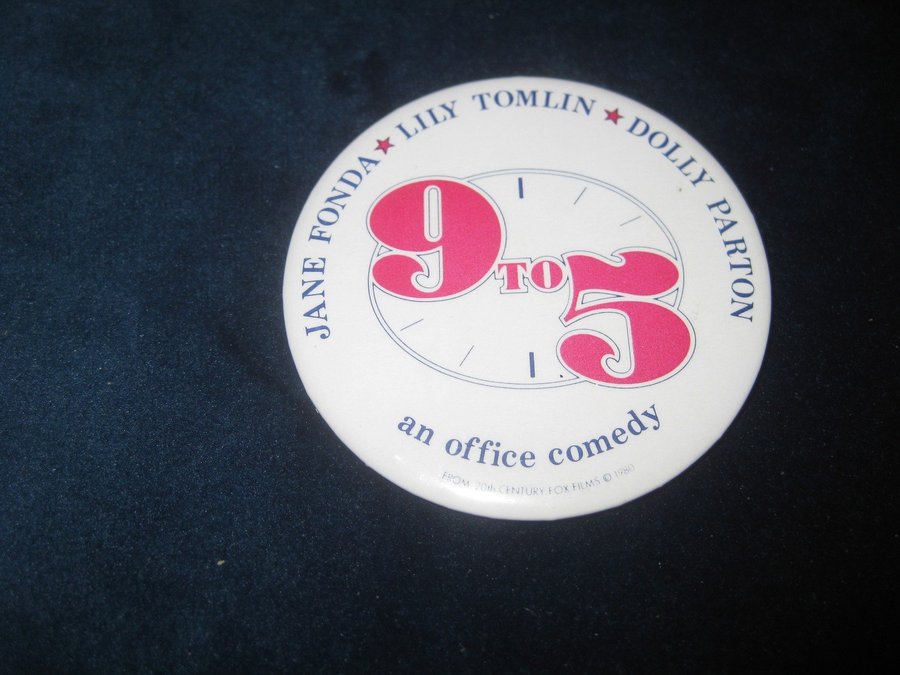 JANE FONDA ★ LILY TOMLIN ★ DOLLY PARTON
9 TO 5
an office comedy
FROM 20th CENTURY FOX FILMS © 1980